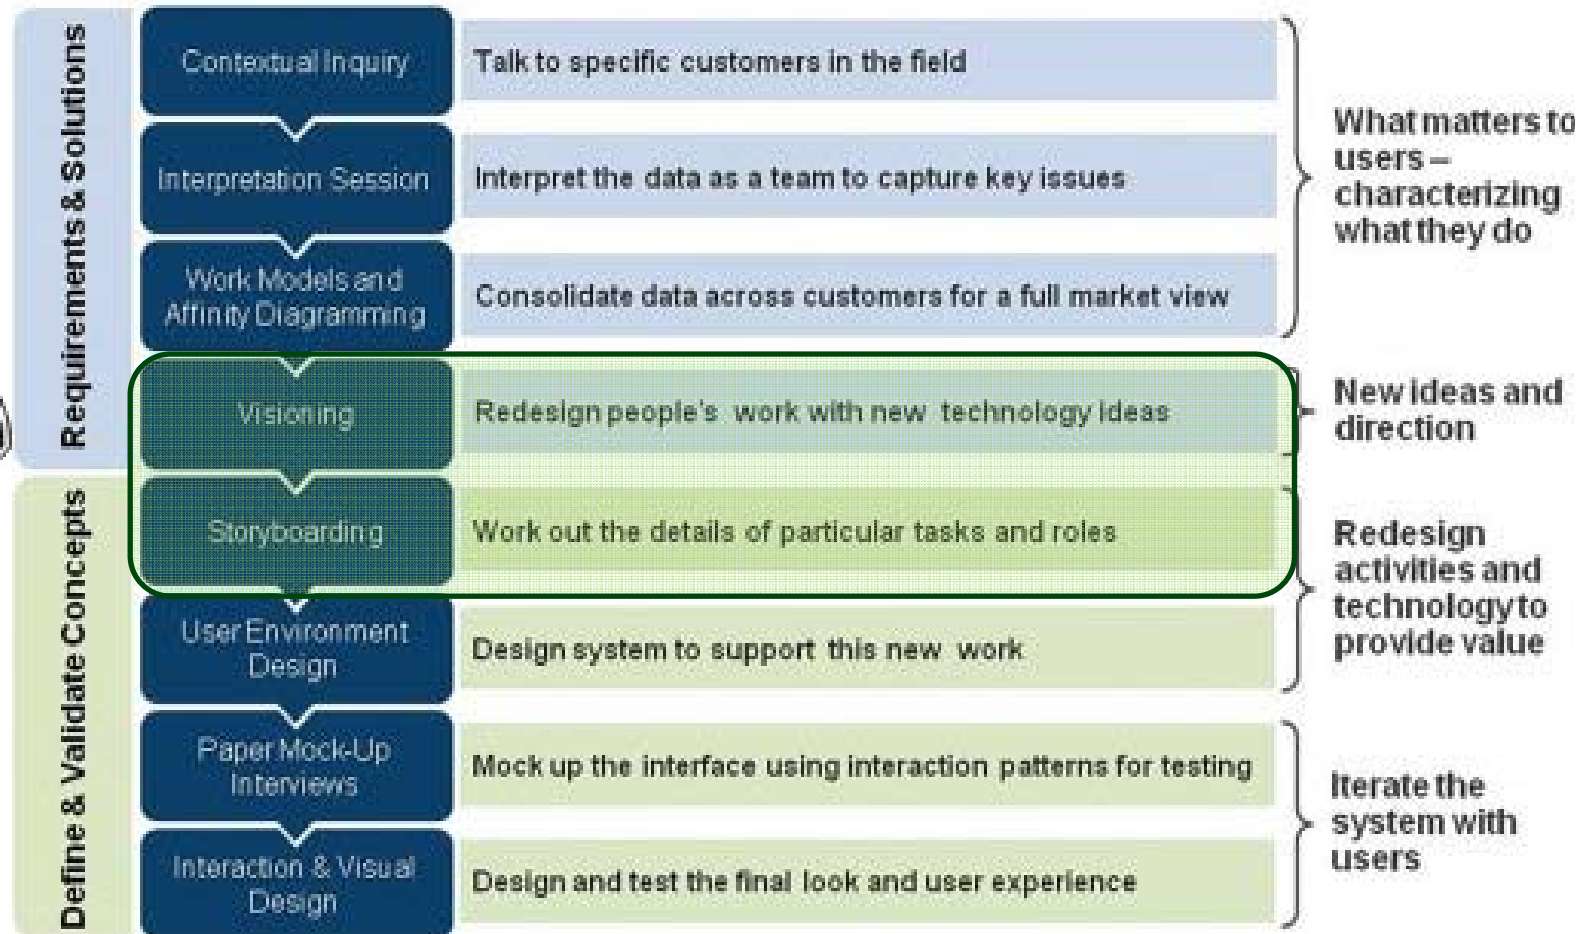 Requirements & Solutions
Contextual Inquiry
Talk to specific customers in the field
Interpretation Session
Interpret the data as a team to capture key issues
Work Models and
Affinity Diagramming
Consolidate data across customers for a full market view
What matters to
users –
characterizing
what they do
Visioning
Redesign people's work with new technology ideas
New ideas and
direction
Define & Validate Concepts
Storyboarding
Work out the details of particular tasks and roles
User Environment
Design
Design system to support this new work
Redesign
activities and
technology to
provide value
Paper Mock-Up
Interviews
Mock up the interface using interaction patterns for testing
Interaction & Visual
Design
Design and test the final look and user experience
Iterate the
system with
users